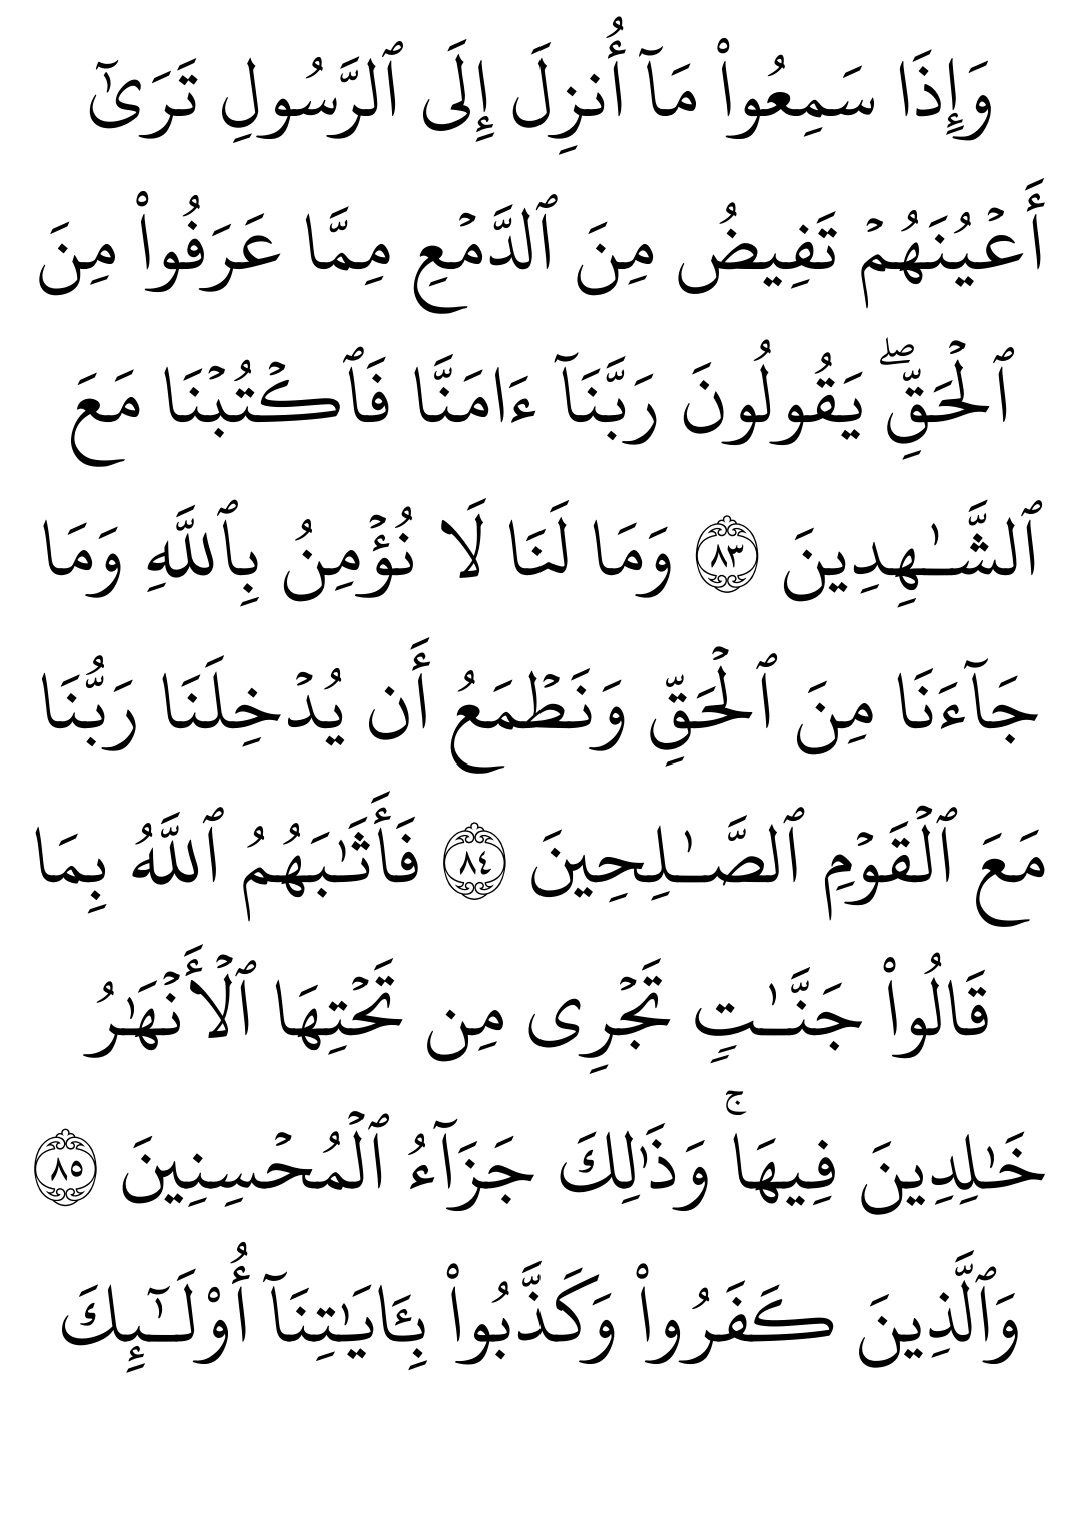 وَإِذَا سَمِعُوا۟ مَآ أُنزِلَ إِلَى ٱلرَّسُولِ تَرَىٰٓ
أَعۡيُنَهُمۡ تَفِيضُ مِنَ ٱلدَّمۡعِ مِمَّا عَرَفُوا۟ مِنَ
ٱلۡحَقِّۖ يَقُولُونَ رَبَّنَآ ءَامَنَّا فَٱكۡتُبۡنَا مَعَ
ٱلشَّـٰهِدِينَ ٨٣ وَمَا لَنَا لَا نُؤۡمِنُ بِٱللَّهِ وَمَا
جَآءَنَا مِنَ ٱلۡحَقِّ وَنَطۡمَعُ أَن يُدۡخِلَنَا رَبُّنَا
مَعَ ٱلۡقَوۡمِ ٱلصَّـٰلِحِينَ ٨٤ فَأَثَـٰبَهُمُ ٱللَّهُ بِمَا
قَالُوا۟ جَنَّـٰتٍ تَجۡرِى مِن تَحۡتِهَا ٱلۡأَنۡهَـٰرُ
خَـٰلِدِينَ فِيهَاۚ وَذَٰلِكَ جَزَآءُ ٱلۡمُحۡسِنِينَ ٨٥
وَٱلَّذِينَ كَفَرُوا۟ وَكَذَّبُوا۟ بِـَٔايَـٰتِنَآ أُو۟لَـٰٓئِكَ